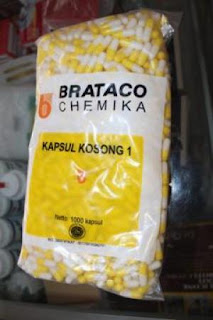 b
BRATACO
CHEMIKA
KAPSUL KOSONG 1
Netto: 1000 kapsul